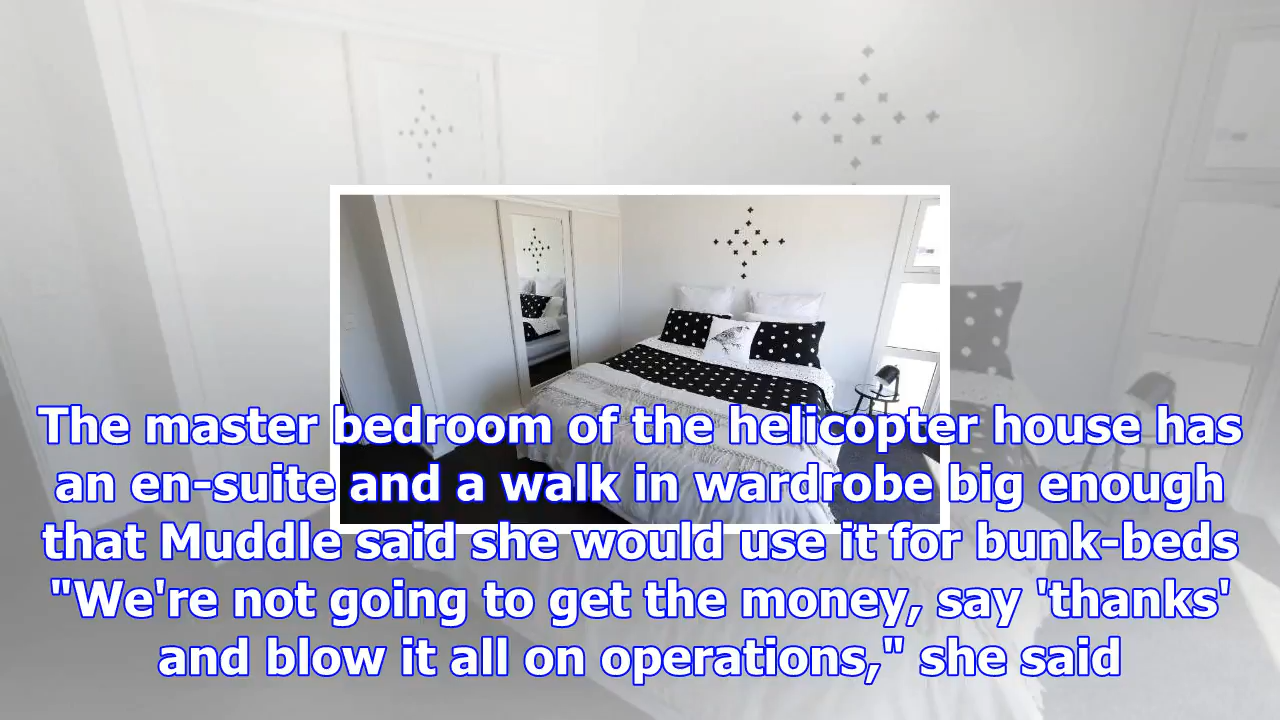 The master bedroom of the helicopter house has
an en-suite and a walk in wardrobe big enough
that Muddle said she would use it for bunk-beds
"We're not going to get the money, say 'thanks'
and blow it all on operations," she said